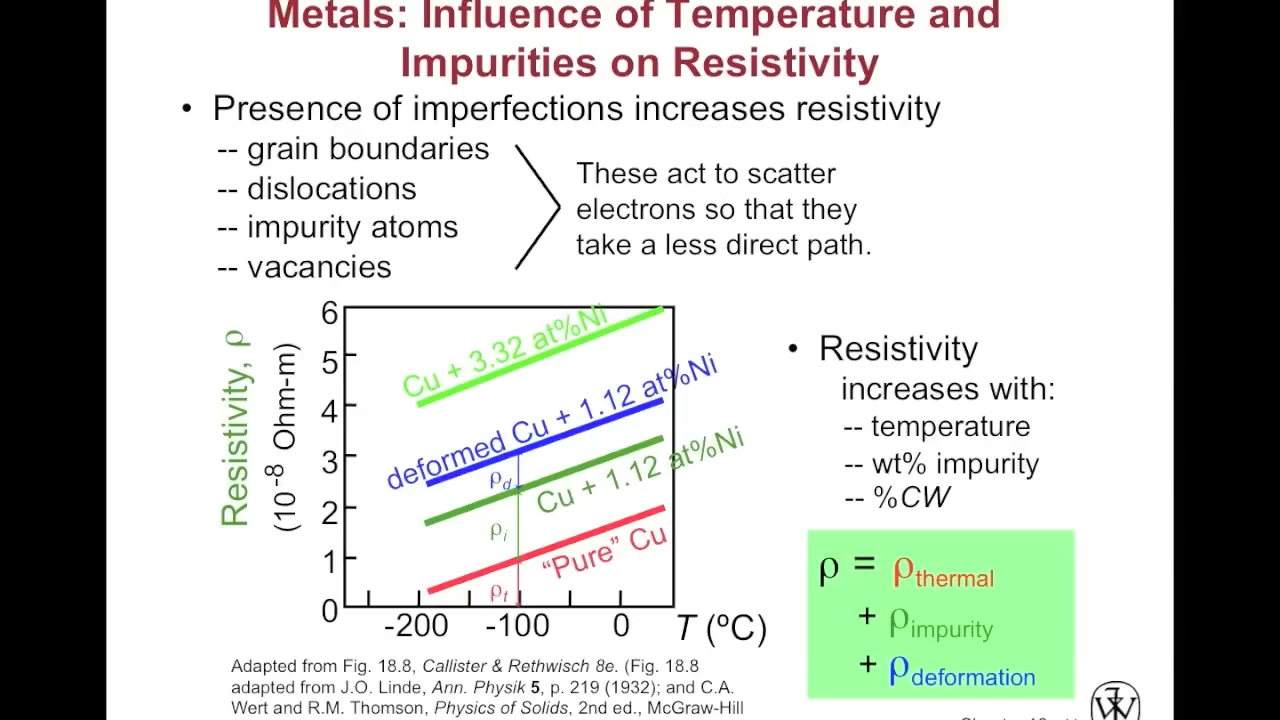 Metals: Influence of Temperature and
Impurities on Resistivity
• Presence of imperfections increases resistivity
-- grain boundaries
-- dislocations
-- impurity atoms
-- vacancies
These act to scatter
electrons so that they
take a less direct path.
Resistivity, ρ
(10⁻⁸ Ohm-m)
6
5
4
3
2
1
0
Cu + 3.32 at%Ni
deformed Cu + 1.12 at%Ni
Cu + 1.12 at%Ni
"Pure" Cu
ρd
ρi
ρt
-200 -100 0 T (ºC)
• Resistivity
increases with:
-- temperature
-- wt% impurity
-- %CW
ρ = ρthermal
+ ρimpurity
+ ρdeformation
Adapted from Fig. 18.8, Callister & Rethwisch 8e. (Fig. 18.8
adapted from J.O. Linde, Ann. Physik 5, p. 219 (1932); and C.A.
Wert and R.M. Thomson, Physics of Solids, 2nd ed., McGraw-Hill